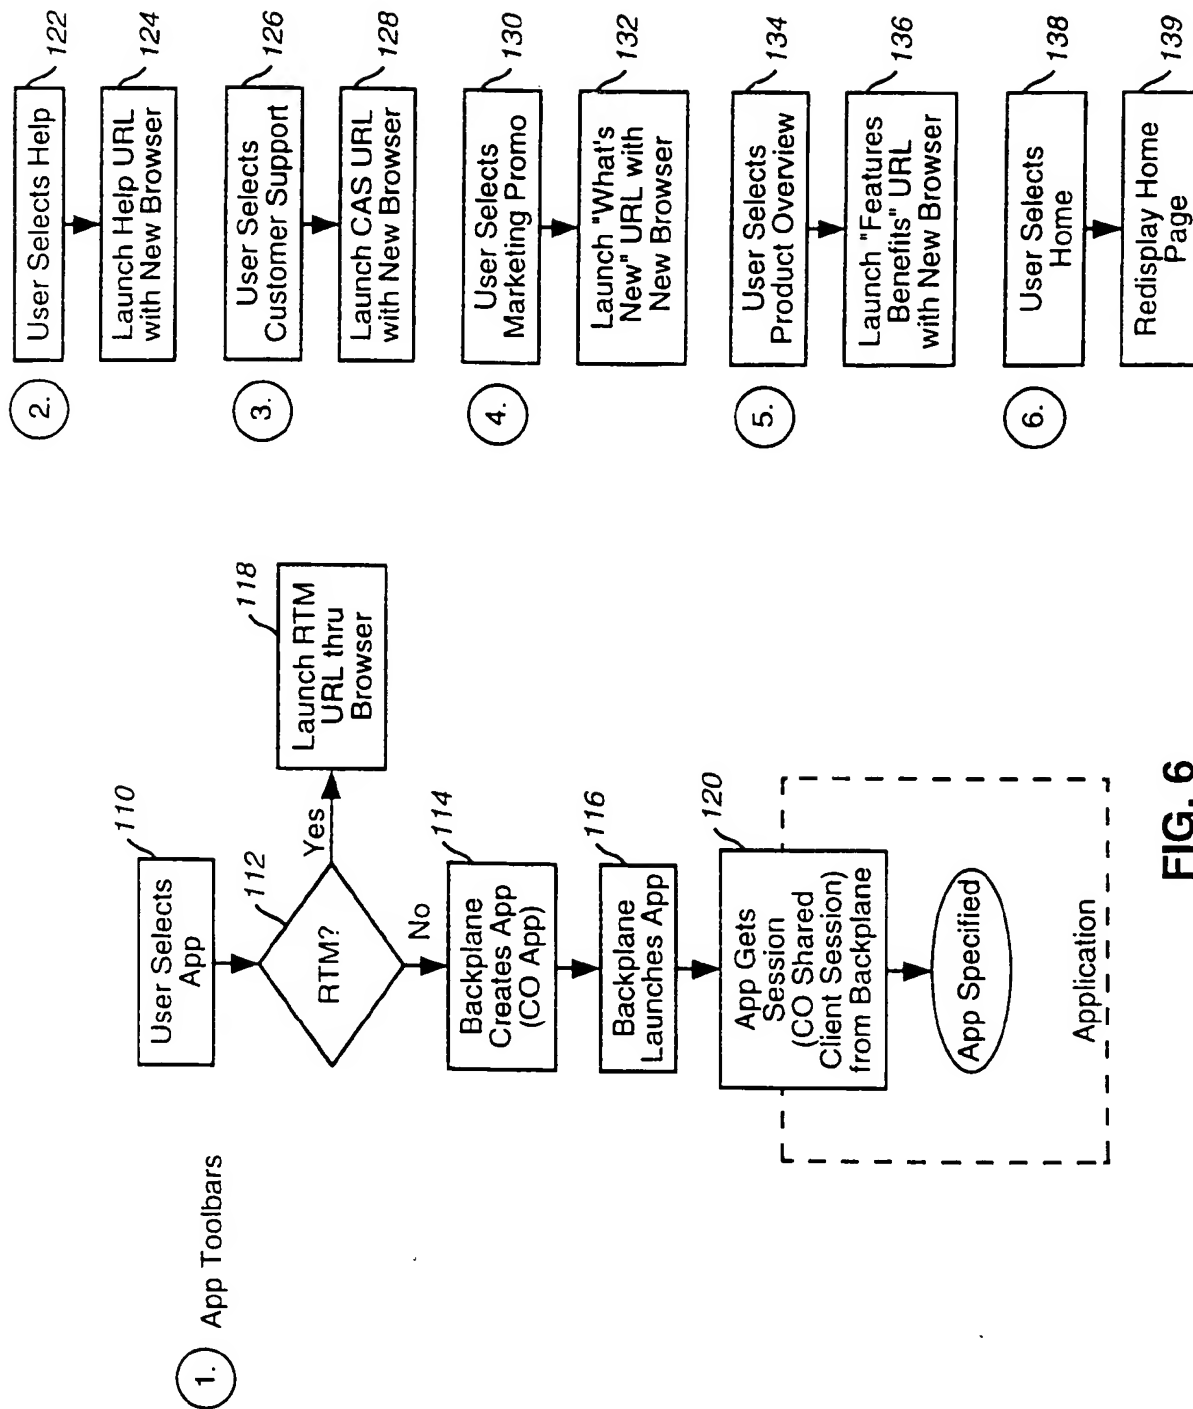 1. App Toolbars
110
User Selects
App
112
RTM?
Yes
118
Launch RTM
URL thru
Browser
No
114
Backplane
Creates App
(CO App)
116
Backplane
Launches App
120
App Gets
Session
(CO Shared
Client Session)
from Backplane
App Specified
Application
2.
122
User Selects Help
124
Launch Help URL
with New Browser
3.
126
User Selects
Customer Support
128
Launch CAS URL
with New Browser
4.
130
User Selects
Marketing Promo
132
Launch "What's
New" URL with
New Browser
5.
134
User Selects
Product Overview
136
Launch "Features
Benefits" URL
with New Browser
6.
138
User Selects
Home
139
Redisplay Home
Page
FIG. 6